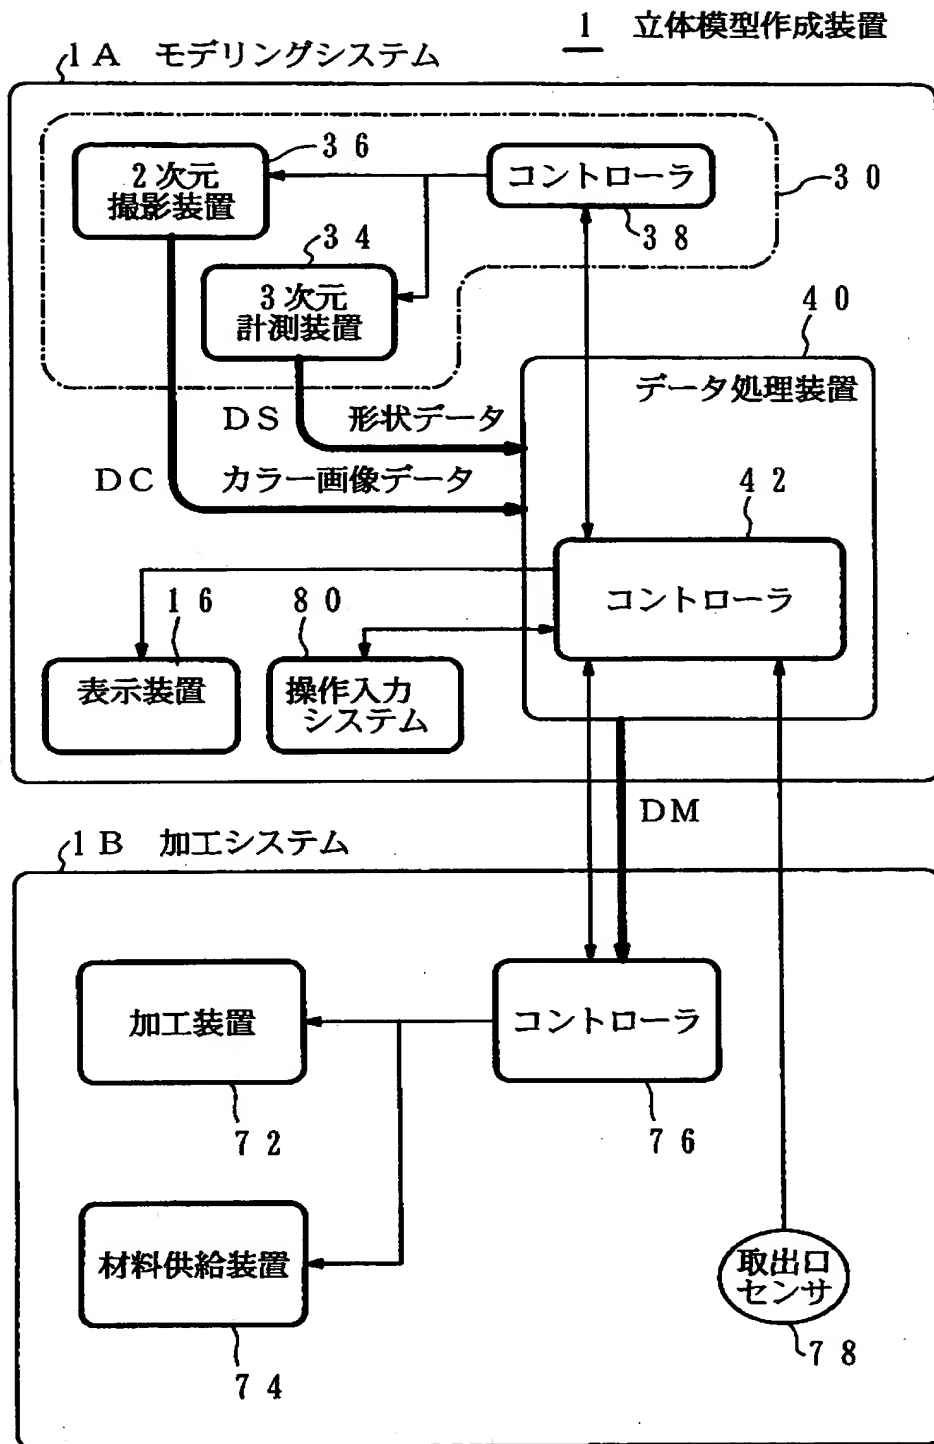 1 立体模型作成装置
1A モデリングシステム
36
2次元
撮影装置
コントローラ
30
38
34
3次元
計測装置
40
データ処理装置
DS 形状データ
DC カラー画像データ
42
コントローラ
16
80
表示装置
操作入力
システム
DM
1B 加工システム
加工装置
コントローラ
72
76
材料供給装置
取出口
センサ
74
78